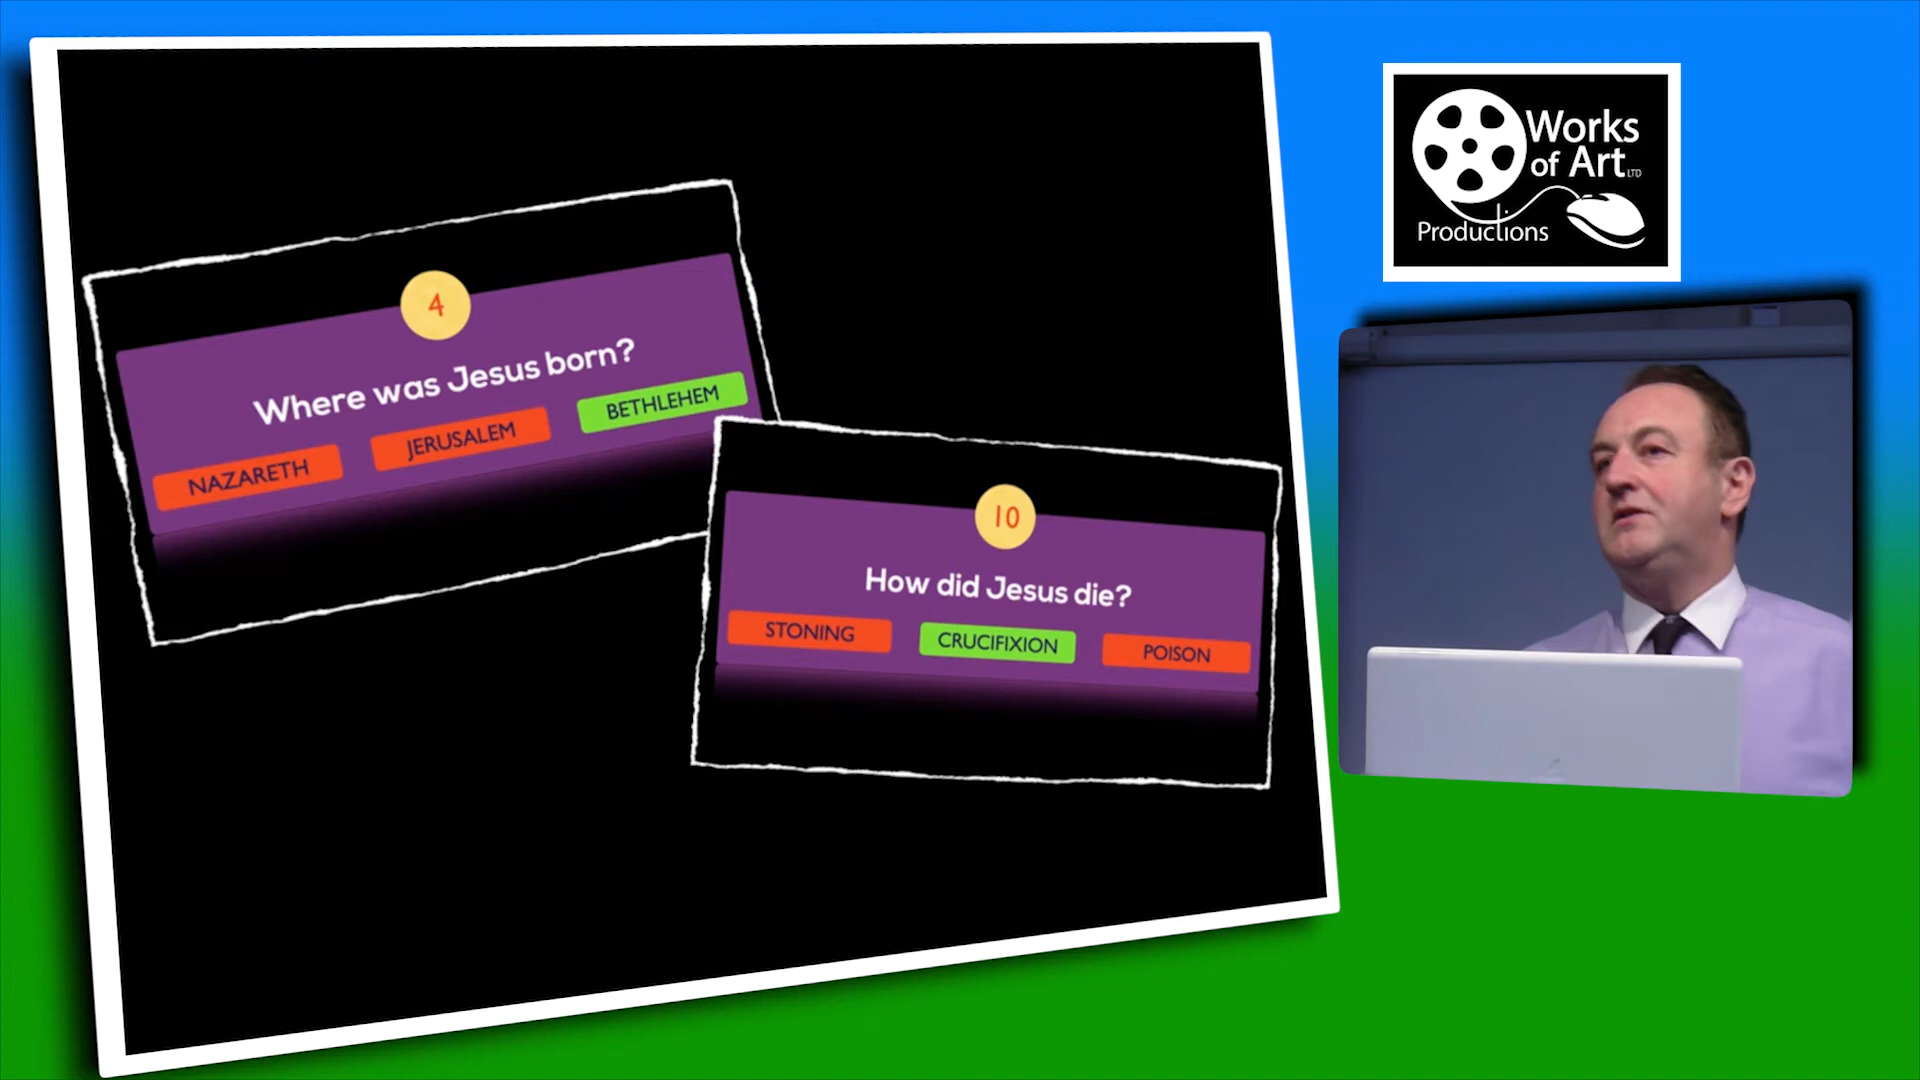 4
Where was Jesus born?
NAZARETH JERUSALEM BETHLEHEM
10
How did Jesus die?
STONING CRUCIFIXION POISON
Works
of Art LTD
Productions